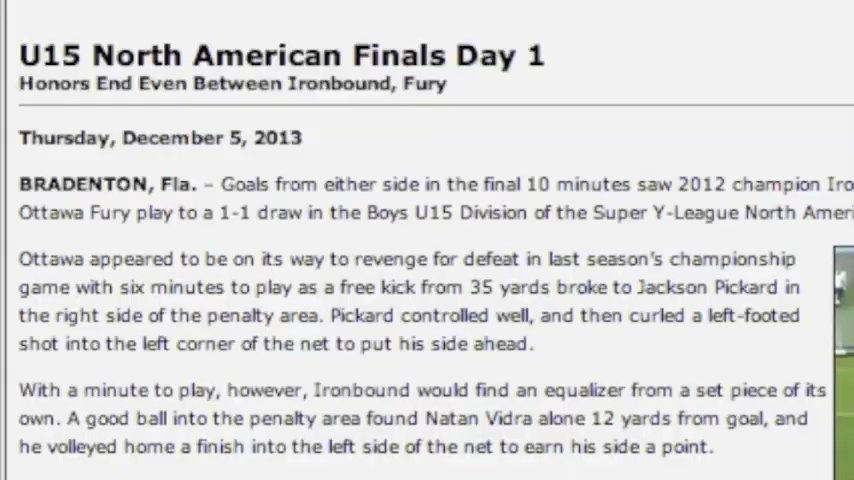 U15 North American Finals Day 1
Honors End Even Between Ironbound, Fury
Thursday, December 5, 2013
BRADENTON, Fla. – Goals from either side in the final 10 minutes saw 2012 champion
Ottawa Fury play to a 1-1 draw in the Boys U15 Division of the Super Y-League North
Ottawa appeared to be on its way to revenge for defeat in last season's championship
game with six minutes to play as a free kick from 35 yards broke to Jackson Pickard in
the right side of the penalty area. Pickard controlled well, and then curled a left-footed
shot into the left corner of the net to put his side ahead.
With a minute to play, however, Ironbound would find an equalizer from a set piece of its
own. A good ball into the penalty area found Natan Vidra alone 12 yards from goal, and
he volleyed home a finish into the left side of the net to earn his side a point.